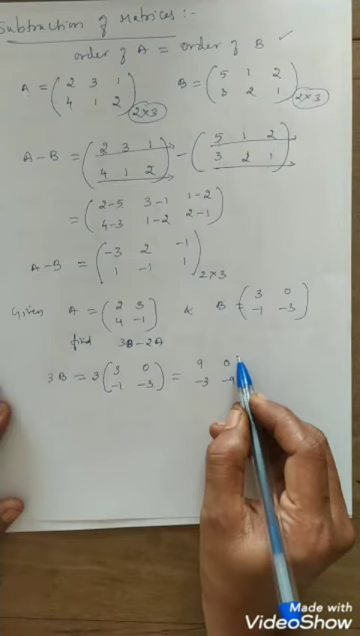 Subtraction of Matrices :-
order of A = order of B ✓
A = (2 3 1
4 1 2) 2×3
B = (5 1 2
3 2 1) 2×3
A-B = (2 3 1
4 1 2) - (5 1 2
3 2 1)
= (2-5 3-1 1-2
4-3 1-2 2-1)
A-B = (-3 2 -1
1 -1 1) 2×3
Given A = (2 3
4 -1) & B = (3 0
-1 -3)
find 3B-2A
3B = 3(3 0
-1 -3) = 9 0
-3 -9
Made with
VideoShow